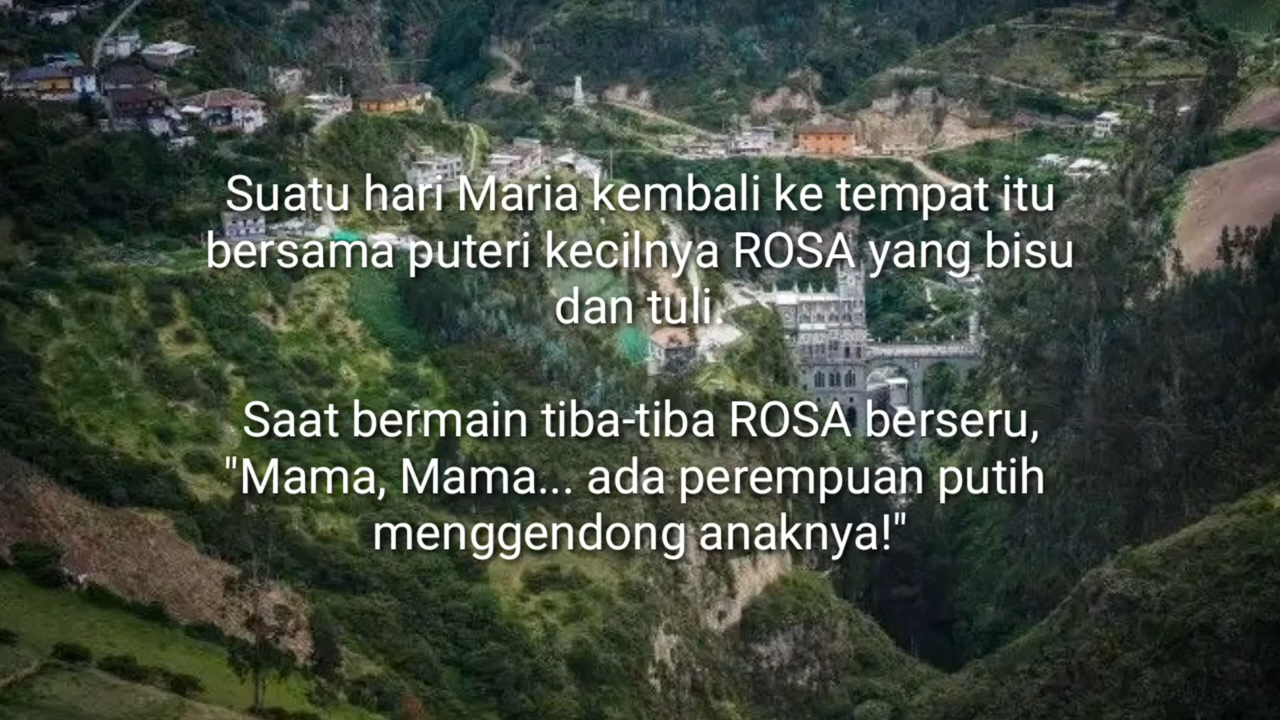 Suatu hari Maria kembali ke tempat itu
bersama puteri kecilnya ROSA yang bisu
dan tuli.
Saat bermain tiba-tiba ROSA berseru,
"Mama, Mama... ada perempuan putih
menggendong anaknya!"